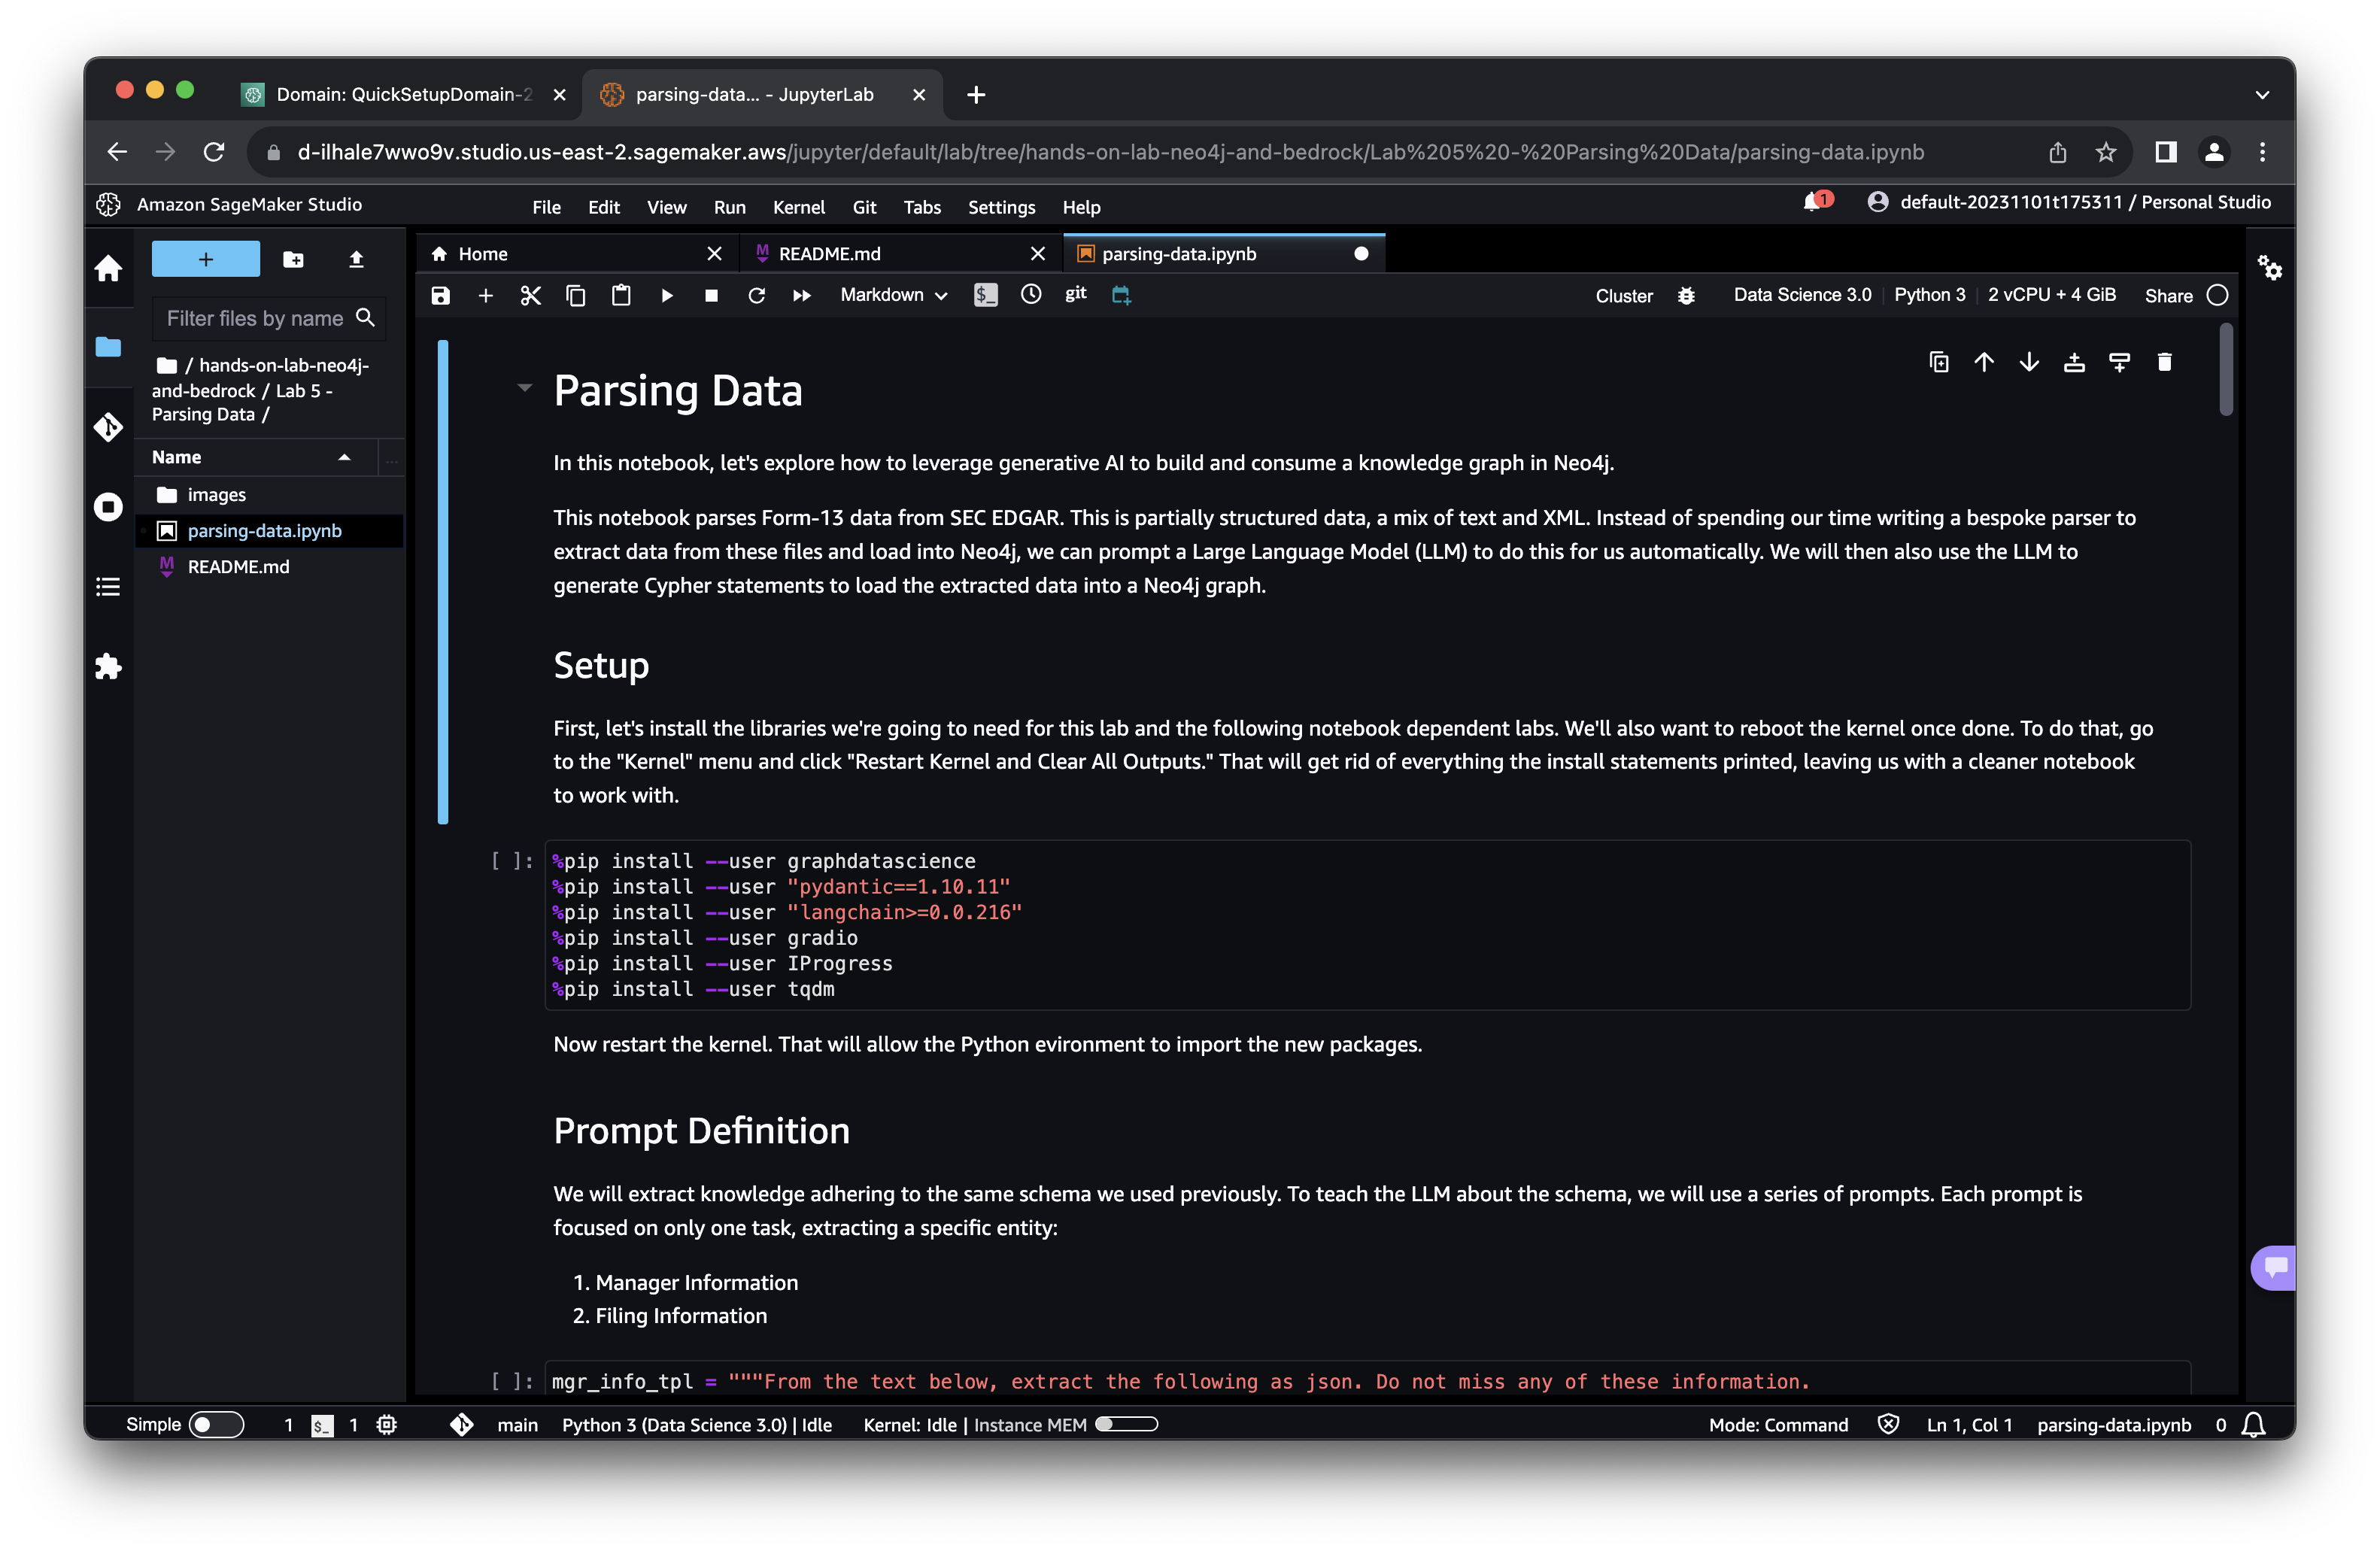 Domain: QuickSetupDomain-2
parsing-data... - JupyterLab
d-ilhale7wwo9v.studio.us-east-2.sagemaker.aws/jupyter/default/lab/tree/hands-on-lab-neo4j-and-bedrock/Lab%205%20-%20Parsing%20Data/parsing-data.ipynb
Amazon SageMaker Studio
File Edit View Run Kernel Git Tabs Settings Help
1
default-20231101t175311 / Personal Studio
+
Filter files by name
/ hands-on-lab-neo4j-
and-bedrock / Lab 5 -
Parsing Data /
Name
...
images
parsing-data.ipynb
M README.md
Home
M README.md
parsing-data.ipynb
Markdown
$_
git
Cluster
Data Science 3.0 | Python 3 | 2 vCPU + 4 GiB
Share
Parsing Data
In this notebook, let's explore how to leverage generative AI to build and consume a knowledge graph in Neo4j.
This notebook parses Form-13 data from SEC EDGAR. This is partially structured data, a mix of text and XML. Instead of spending our time writing a bespoke parser to
extract data from these files and load into Neo4j, we can prompt a Large Language Model (LLM) to do this for us automatically. We will then also use the LLM to
generate Cypher statements to load the extracted data into a Neo4j graph.
Setup
First, let's install the libraries we're going to need for this lab and the following notebook dependent labs. We'll also want to reboot the kernel once done. To do that, go
to the "Kernel" menu and click "Restart Kernel and Clear All Outputs." That will get rid of everything the install statements printed, leaving us with a cleaner notebook
to work with.
[ ]: %pip install --user graphdatascience
%pip install --user "pydantic==1.10.11"
%pip install --user "langchain>=0.0.216"
%pip install --user gradio
%pip install --user IProgress
%pip install --user tqdm
Now restart the kernel. That will allow the Python evironment to import the new packages.
Prompt Definition
We will extract knowledge adhering to the same schema we used previously. To teach the LLM about the schema, we will use a series of prompts. Each prompt is
focused on only one task, extracting a specific entity:
1. Manager Information
2. Filing Information
[ ]: mgr_info_tpl = """From the text below, extract the following as json. Do not miss any of these information.
Simple
1 $_ 1
main
Python 3 (Data Science 3.0) | Idle
Kernel: Idle | Instance MEM
Mode: Command
Ln 1, Col 1
parsing-data.ipynb
0